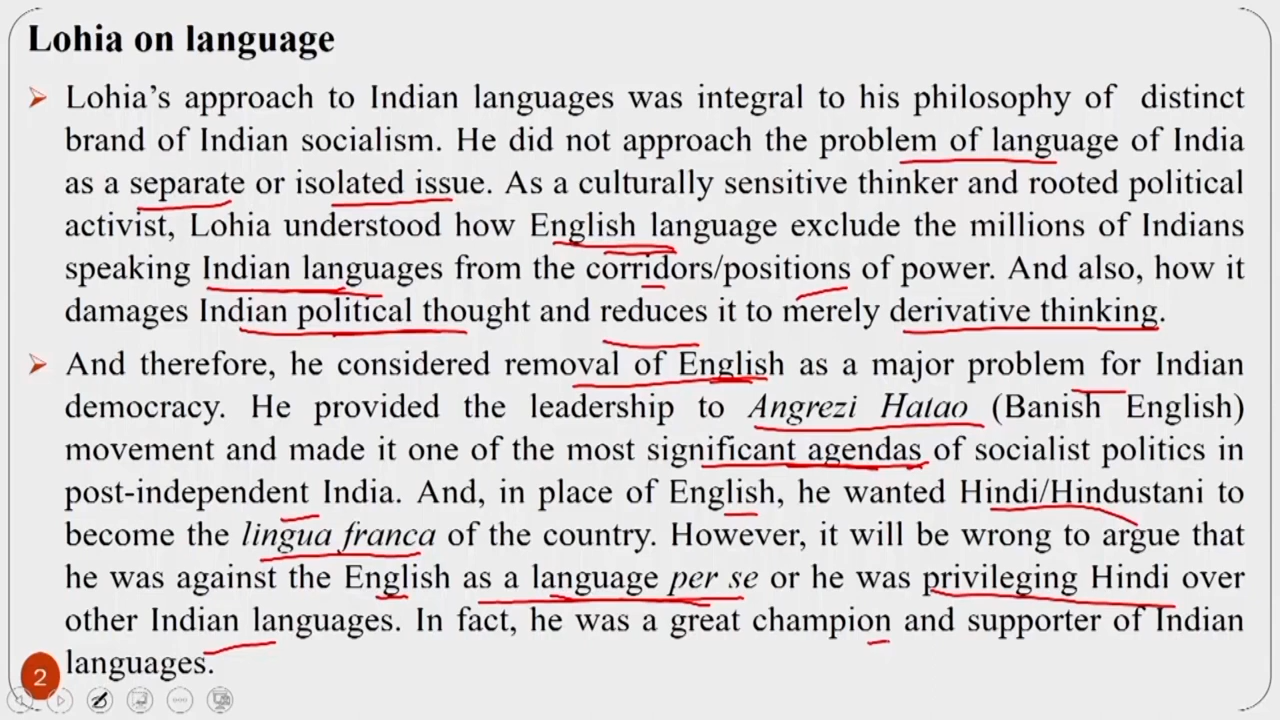 Lohia on language
Lohia's approach to Indian languages was integral to his philosophy of distinct
brand of Indian socialism. He did not approach the problem of language of India
as a separate or isolated issue. As a culturally sensitive thinker and rooted political
activist, Lohia understood how English language exclude the millions of Indians
speaking Indian languages from the corridors/positions of power. And also, how it
damages Indian political thought and reduces it to merely derivative thinking.
And therefore, he considered removal of English as a major problem for Indian
democracy. He provided the leadership to Angrezi Hatao (Banish English)
movement and made it one of the most significant agendas of socialist politics in
post-independent India. And, in place of English, he wanted Hindi/Hindustani to
become the lingua franca of the country. However, it will be wrong to argue that
he was against the English as a language per se or he was privileging Hindi over
other Indian languages. In fact, he was a great champion and supporter of Indian
languages.
2